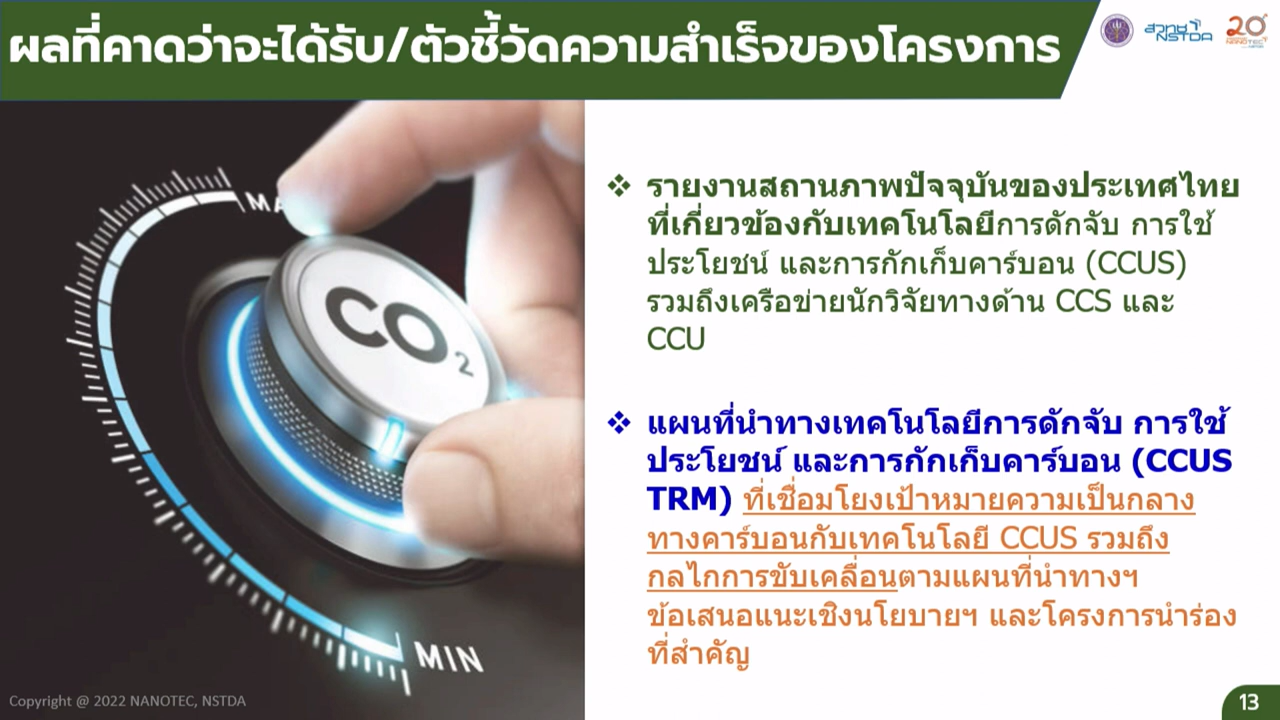 ผลที่คาดว่าจะได้รับ/ตัวชี้วัดความสำเร็จของโครงการ
สวทช
NSTDA
20
NANOTEC
MA
CO2
MIN
❖ รายงานสถานภาพปัจจุบันของประเทศไทย
ที่เกี่ยวข้องกับเทคโนโลยีการดักจับ การใช้
ประโยชน์ และการกักเก็บคาร์บอน (CCUS)
รวมถึงเครือข่ายนักวิจัยทางด้าน CCS และ
CCU
❖ แผนที่นำทางเทคโนโลยีการดักจับ การใช้
ประโยชน์ และการกักเก็บคาร์บอน (CCUS
TRM) ที่เชื่อมโยงเป้าหมายความเป็นกลาง
ทางคาร์บอนกับเทคโนโลยี CCUS รวมถึง
กลไกการขับเคลื่อนตามแผนที่นำทางฯ
ข้อเสนอแนะเชิงนโยบายฯ และโครงการนำร่อง
ที่สำคัญ
Copyright @ 2022 NANOTEC, NSTDA
13